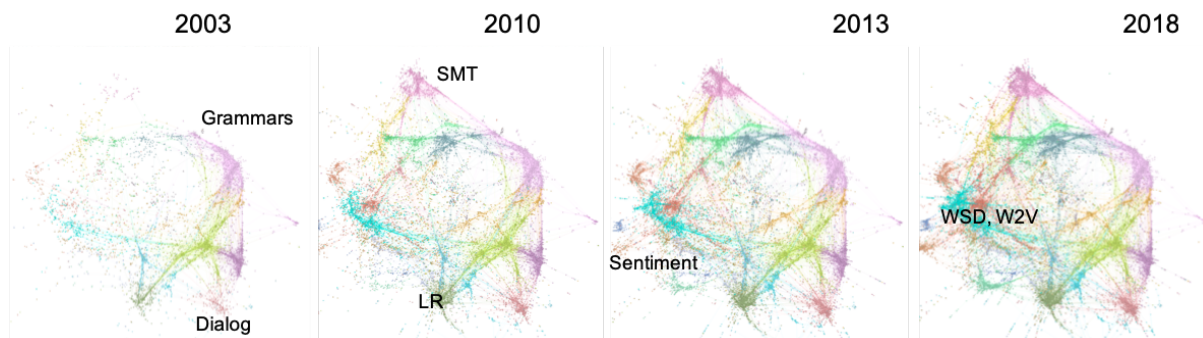 2003
2010
2013
2018
SMT
Grammars
WSD, W2V
Sentiment
LR
Dialog